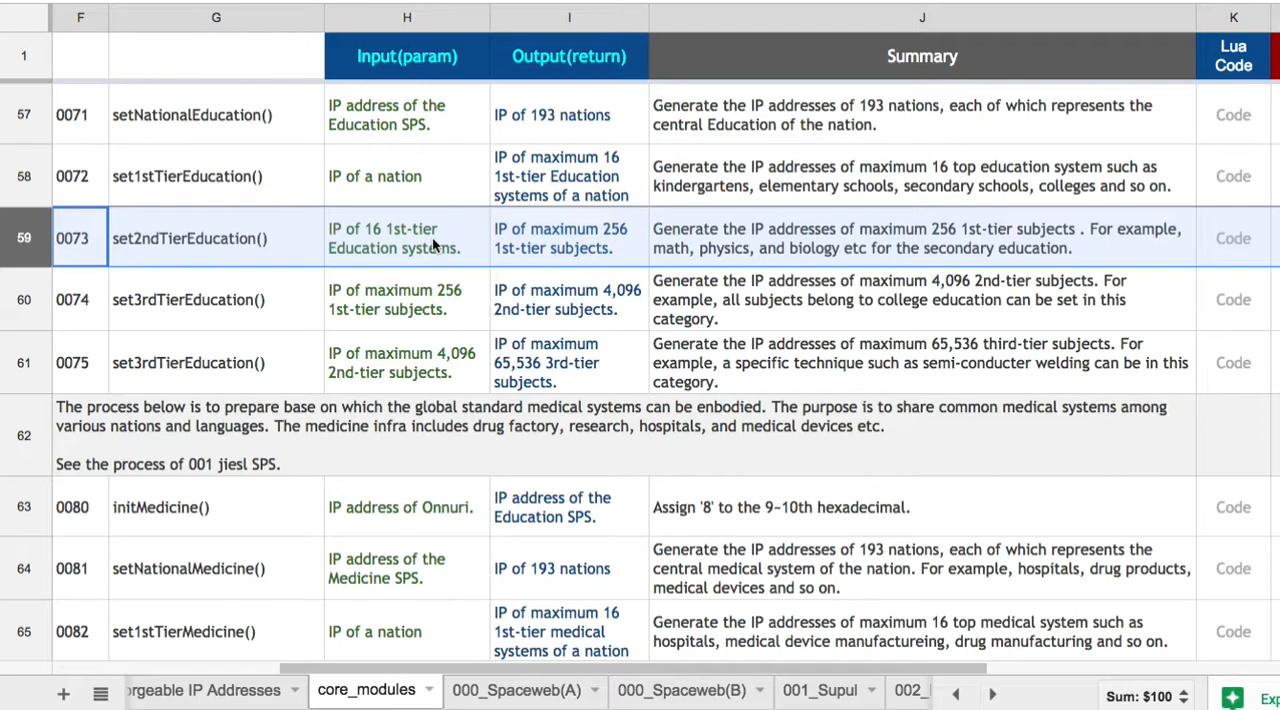 F G H I J K
1 Input(param) Output(return) Summary Lua
Code
57 0071 setNationalEducation() IP address of the
Education SPS. IP of 193 nations Generate the IP addresses of 193 nations, each of which represents the
central Education of the nation. Code
58 0072 set1stTierEducation() IP of a nation IP of maximum 16
1st-tier Education
systems of a nation Generate the IP addresses of maximum 16 top education system such as
kindergartens, elementary schools, secondary schools, colleges and so on. Code
59 0073 set2ndTierEducation() IP of 16 1st-tier
Education systems. IP of maximum 256
1st-tier subjects. Generate the IP addresses of maximum 256 1st-tier subjects . For example,
math, physics, and biology etc for the secondary education. Code
60 0074 set3rdTierEducation() IP of maximum 256
1st-tier subjects. IP of maximum 4,096
2nd-tier subjects. Generate the IP addresses of maximum 4,096 2nd-tier subjects. For
example, all subjects belong to college education can be set in this
category. Code
61 0075 set3rdTierEducation() IP of maximum 4,096
2nd-tier subjects. IP of maximum
65,536 3rd-tier
subjects. Generate the IP addresses of maximum 65,536 third-tier subjects. For
example, a specific technique such as semi-conducter welding can be in this
category. Code
62 The process below is to prepare base on which the global standard medical systems can be enbodied. The purpose is to share common medical systems among
various nations and languages. The medicine infra includes drug factory, research, hospitals, and medical devices etc.
See the process of 001 jiesl SPS.
63 0080 initMedicine() IP address of Onnuri. IP address of the
Education SPS. Assign '8' to the 9~10th hexadecimal. Code
64 0081 setNationalMedicine() IP address of the
Medicine SPS. IP of 193 nations Generate the IP addresses of 193 nations, each of which represents the
central medical system of the nation. For example, hospitals, drug products,
medical devices and so on. Code
65 0082 set1stTierMedicine() IP of a nation IP of maximum 16
1st-tier medical
systems of a nation Generate the IP addresses of maximum 16 top medical system such as
hospitals, medical device manufactureing, drug manufacturing and so on. Code
orgeable IP Addresses core_modules 000_Spaceweb(A) 000_Spaceweb(B) 001_Supul 002_ Sum: $100 Exp